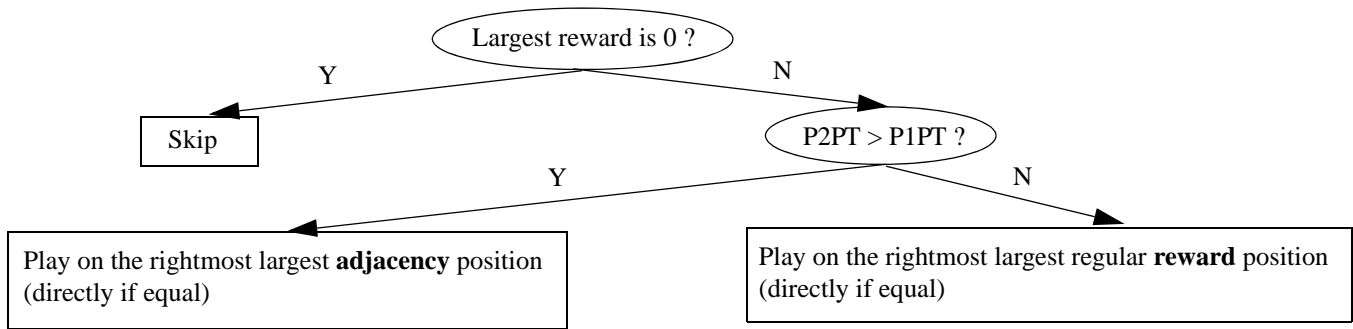 Largest reward is 0 ?
Y
N
Skip
P2PT > P1PT ?
Y
N
Play on the rightmost largest adjacency position
(directly if equal)
Play on the rightmost largest regular reward position
(directly if equal)